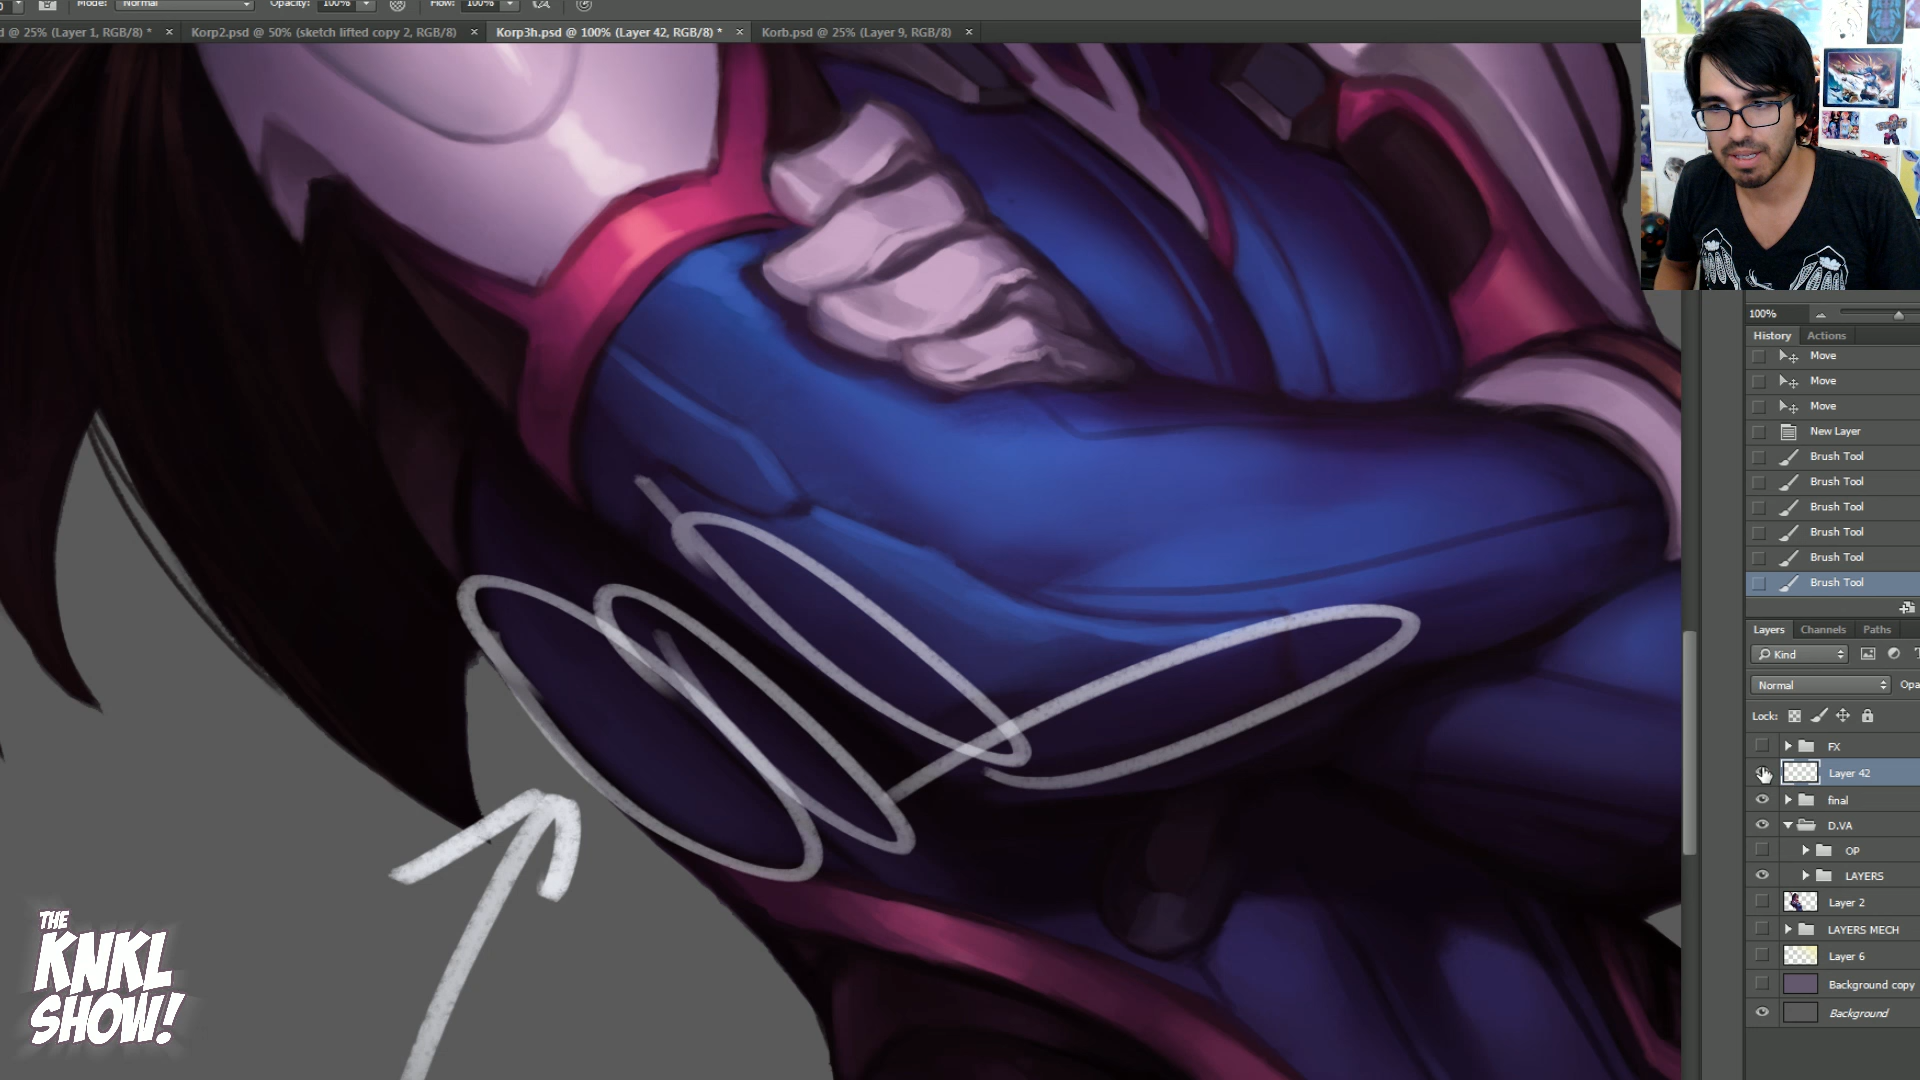 Mode: Normal Opacity: 100% Flow: 100%
d @ 25% (Layer 1, RGB/8) * × Korp2.psd @ 50% (sketch lifted copy 2, RGB/8) × Korp3h.psd @ 100% (Layer 42, RGB/8) * × Korb.psd @ 25% (Layer 9, RGB/8) ×
100%
History Actions
Move
Move
Move
New Layer
Brush Tool
Brush Tool
Brush Tool
Brush Tool
Brush Tool
Brush Tool
Layers Channels Paths
Kind
Normal Opa
Lock:
FX
Layer 42
final
D.VA
OP
LAYERS
Layer 2
LAYERS MECH
Layer 6
Background copy
Background
THE
KNKL
SHOW!